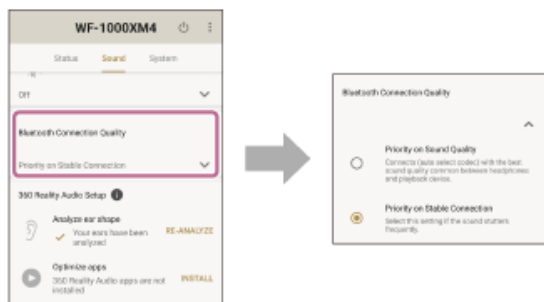 WF-1000XM4
Status Sound System
Off
Bluetooth Connection Quality
Priority on Stable Connection
360 Reality Audio Setup
Analyze ear shape
Your ears have been
analyzed
RE-ANALYZE
Optimize apps
360 Reality Audio apps are not
installed
INSTALL
Bluetooth Connection Quality
Priority on Sound Quality
Connects (auto select codec) with the best
sound quality common between headphones
and playback device.
Priority on Stable Connection
Select this setting if the sound stutters
frequently.